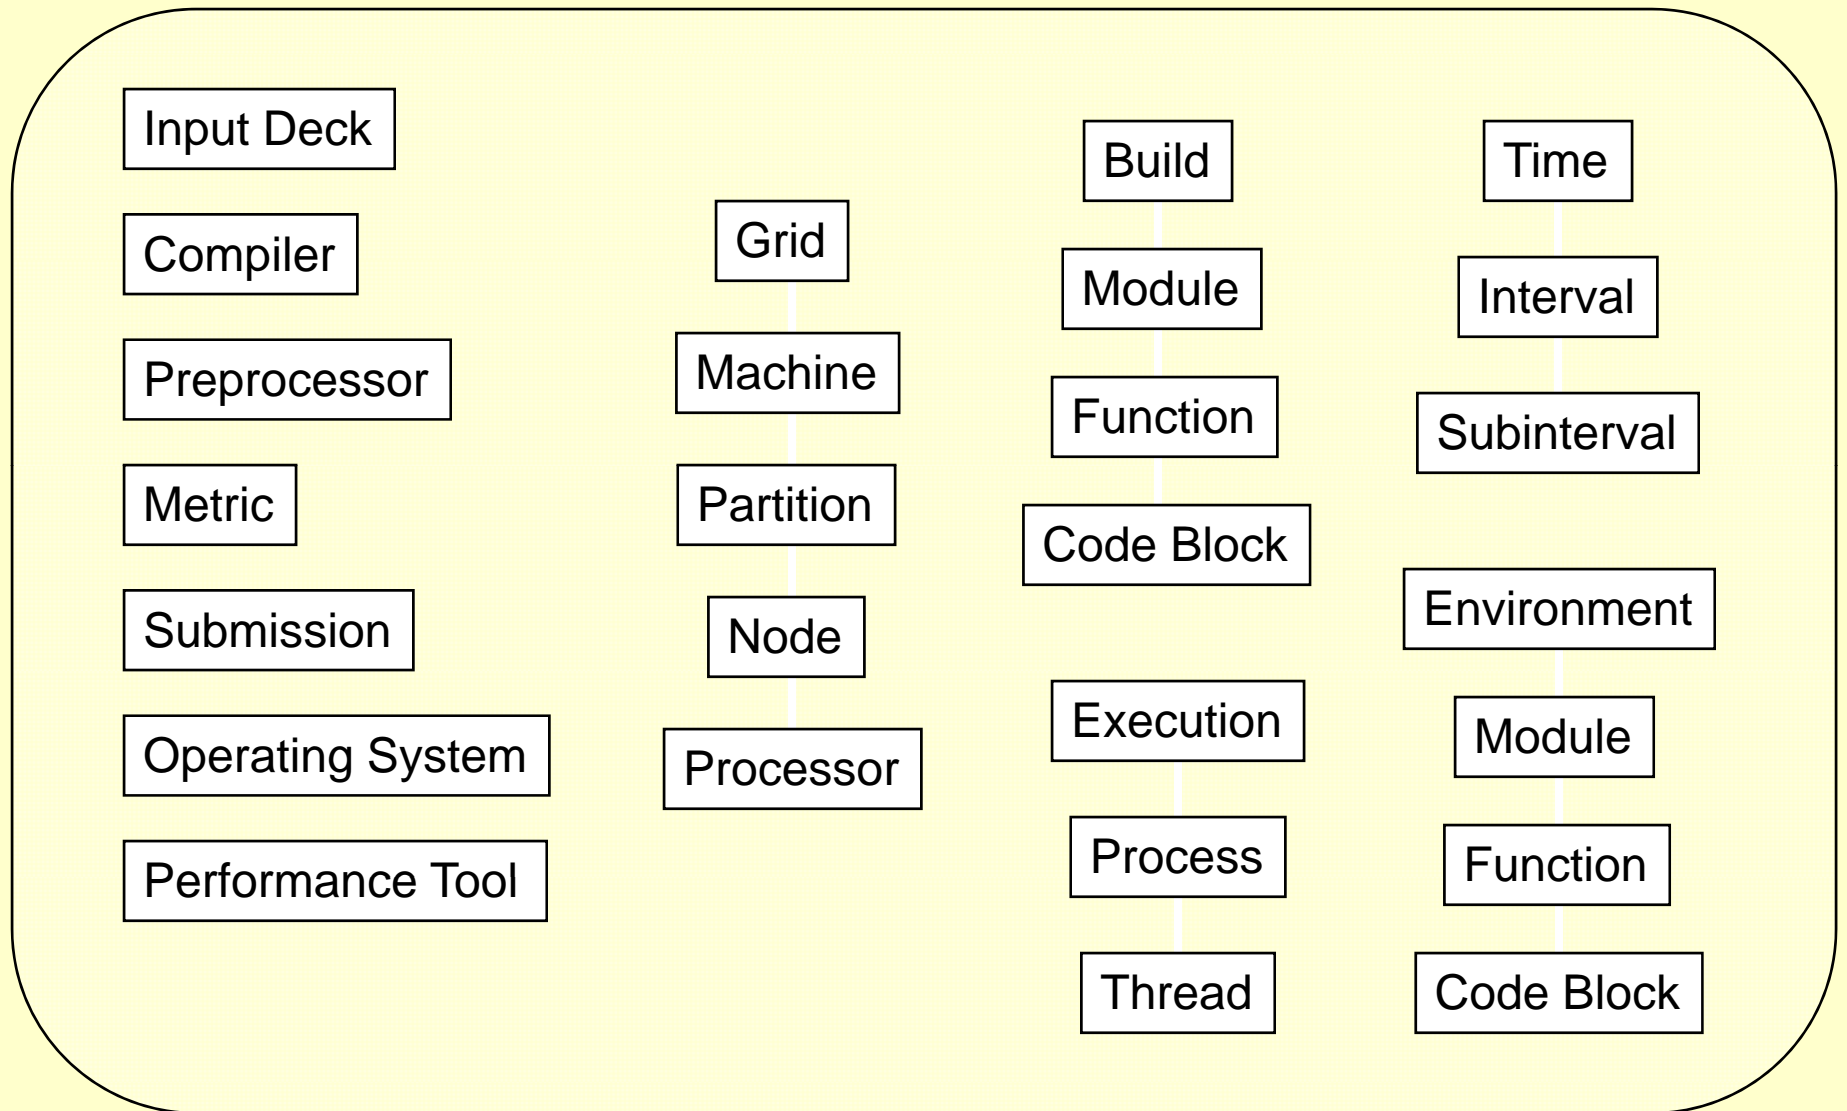 Input Deck
Compiler
Preprocessor
Metric
Submission
Operating System
Performance Tool
Grid
Machine
Partition
Node
Processor
Build
Module
Function
Code Block
Execution
Process
Thread
Time
Interval
Subinterval
Environment
Module
Function
Code Block